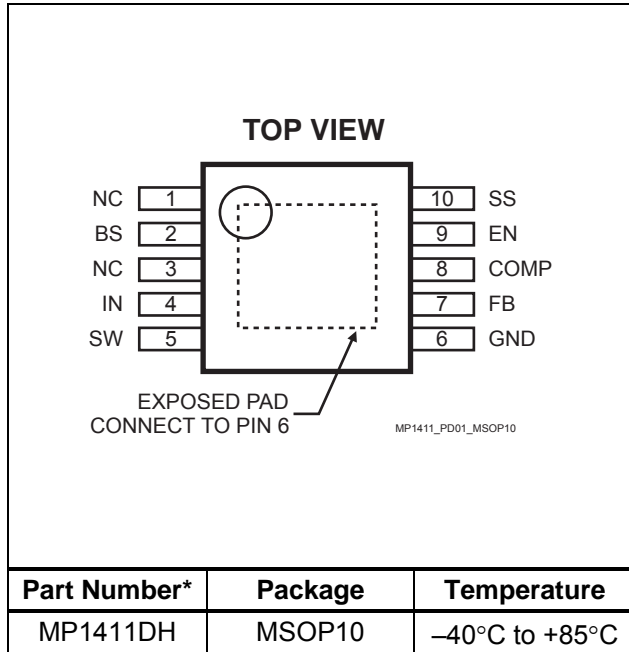 TOP VIEW
NC 1
BS 2
NC 3
IN 4
SW 5
10 SS
9 EN
8 COMP
7 FB
6 GND
EXPOSED PAD
CONNECT TO PIN 6
MP1411_PD01_MSOP10
Part Number* Package Temperature
MP1411DH MSOP10 –40°C to +85°C